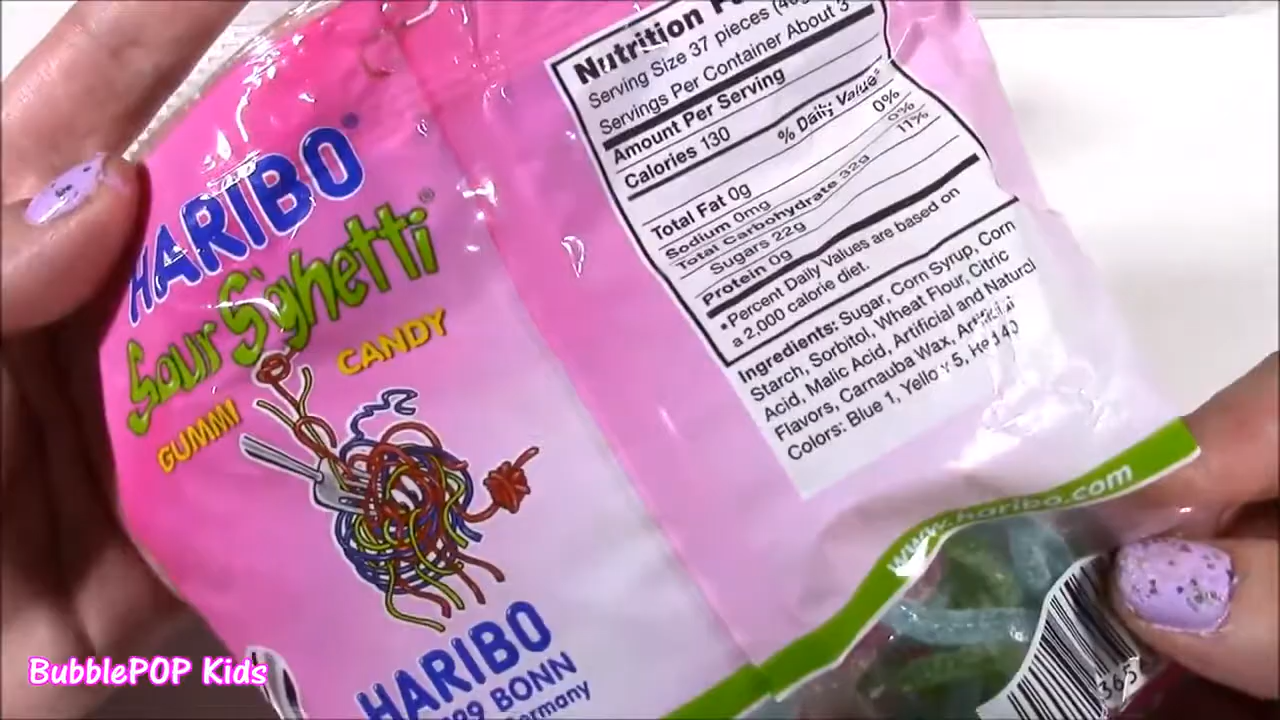 HARIBO®
Sour S'ghetti®
GUMMI CANDY
HARIBO
BONN
Germany
Nutrition
Serving Size 37 pieces
Servings Per Container About 3
Amount Per Serving
Calories 130
% Daily Value*
Total Fat 0g 0%
Sodium 0mg 0%
Total Carbohydrate 32g 11%
Sugars 22g
Protein 0g
*Percent Daily Values are based on
a 2,000 calorie diet.
Ingredients: Sugar, Corn Syrup, Corn
Starch, Sorbitol, Wheat Flour, Citric
Acid, Malic Acid, Artificial and Natural
Flavors, Carnauba Wax, Artificial
Colors: Blue 1, Yellow 5, Red 40
www.haribo.com
BubblePOP Kids